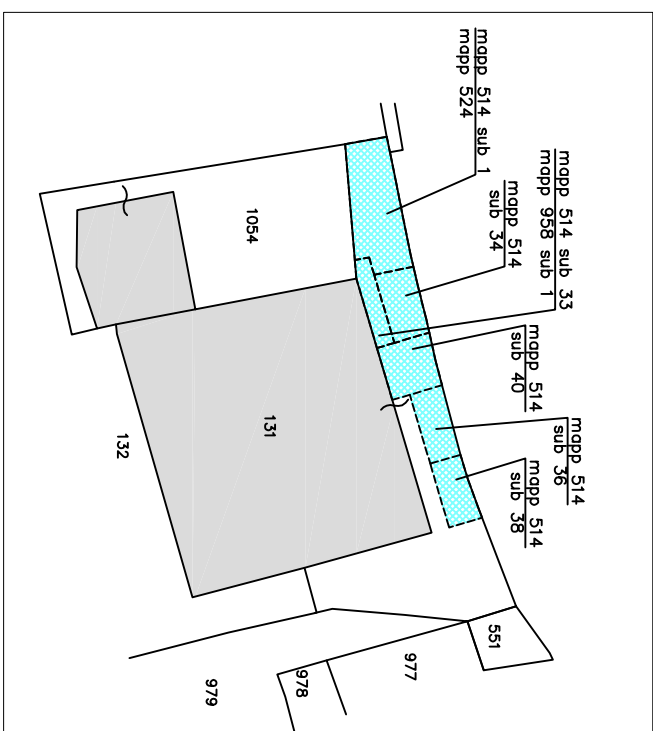 mapp 514 sub 1
mapp 524
mapp 514 sub 33
mapp 958 sub 1
mapp 514
sub 34
mapp 514
sub 40
mapp 514
sub 36
mapp 514
sub 38
1054
131
132
551
977
978
979